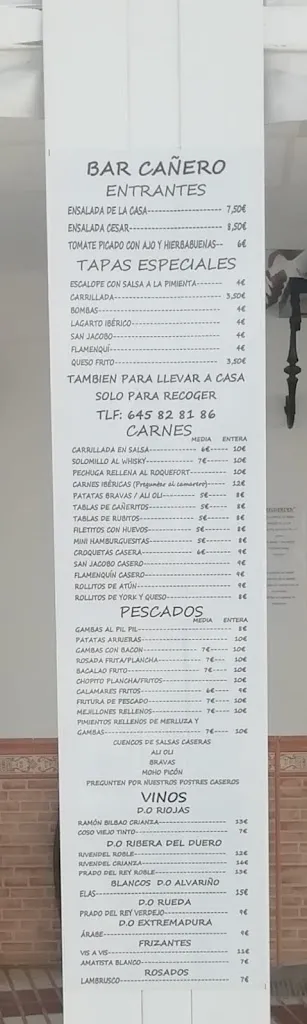 BAR CAÑERO
ENTRANTES
ENSALADA DE LA CASA---------------------- 7,50€
ENSALADA CESAR--------------------------- 8,50€
TOMATE PICADO CON AJO Y HIERBABUENAS-- 6€
TAPAS ESPECIALES
ESCALOPE CON SALSA A LA PIMIENTA------- 4€
CARRILLADA------------------------------- 3,50€
BOMBAS---------------------------------- 4€
LAGARTO IBÉRICO------------------------- 4€
SAN JACOBO------------------------------ 4€
FLAMENQUÍ------------------------------- 4€
QUESO FRITO----------------------------- 3,50€
TAMBIEN PARA LLEVAR A CASA
SOLO PARA RECOGER
TLF: 645 82 81 86
CARNES
MEDIA ENTERA
CARRILLADA EN SALSA-------------- 6€---- 10€
SOLOMILLO AL WHISKY-------------- 7€---- 10€
PECHUGA RELLENA AL ROQUEFORT---------- 10€
CARNES IBÉRICAS (Preguntar al camarero)------ 12€
PATATAS BRAVAS / ALI OLI--------- 5€----- 8€
TABLAS DE CAÑERITOS-------------- 5€----- 8€
TABLAS DE RUBITOS---------------- 5€----- 8€
FILETITOS CON HUEVOS------------- 5€----- 8€
MINI HAMBURGUESITAS-------------- 5€----- 8€
CROQUETAS CASERA----------------- 6€----- 9€
SAN JACOBO CASERO----------------------- 9€
FLAMENQUÍN CASERO----------------------- 9€
ROLLITOS DE ATÚN------------------------ 8€
ROLLITOS DE YORK Y QUESO---------------- 8€
PESCADOS
MEDIA ENTERA
GAMBAS AL PIL PIL----------------------- 8€
PATATAS ARRIERAS------------------------ 10€
GAMBAS CON BACON----------------- 7€---- 10€
ROSADA FRITA/PLANCHA------------- 7€---- 10€
BACALAO FRITO-------------------- 7€---- 10€
CHOPITO PLANCHA/FRITOS------------------ 10€
CALAMARES FRITOS----------------- 6€---- 9€
FRITURA DE PESCADO--------------- 7€---- 10€
MEJILLONES RELLENOS-------------- 7€---- 10€
PIMIENTOS RELLENOS DE MERLUZA Y
GAMBAS--------------------------- 7€---- 10€
CUENCOS DE SALSAS CASERAS
ALI OLI
BRAVAS
MOHO PICÓN
PREGUNTEN POR NUESTROS POSTRES CASEROS
VINOS
D.O RIOJAS
RAMÓN BILBAO CRIANZA-------------------- 13€
COSO VIEJO TINTO------------------------ 7€
D.O RIBERA DEL DUERO
RIVENDEL ROBLE-------------------------- 12€
RIVENDEL CRIANZA------------------------ 16€
PRADO DEL REY ROBLE--------------------- 13€
BLANCOS D.O ALVARIÑO
ELAS------------------------------------ 15€
D.O RUEDA
PRADO DEL REY VERDEJO------------------- 9€
D.O EXTREMADURA
ÁRABE----------------------------------- 9€
FRIZANTES
VIS A VIS------------------------------- 11€
AMATISTA BLANCO------------------------- 7€
ROSADOS
LAMBRUSCO------------------------------- 7€